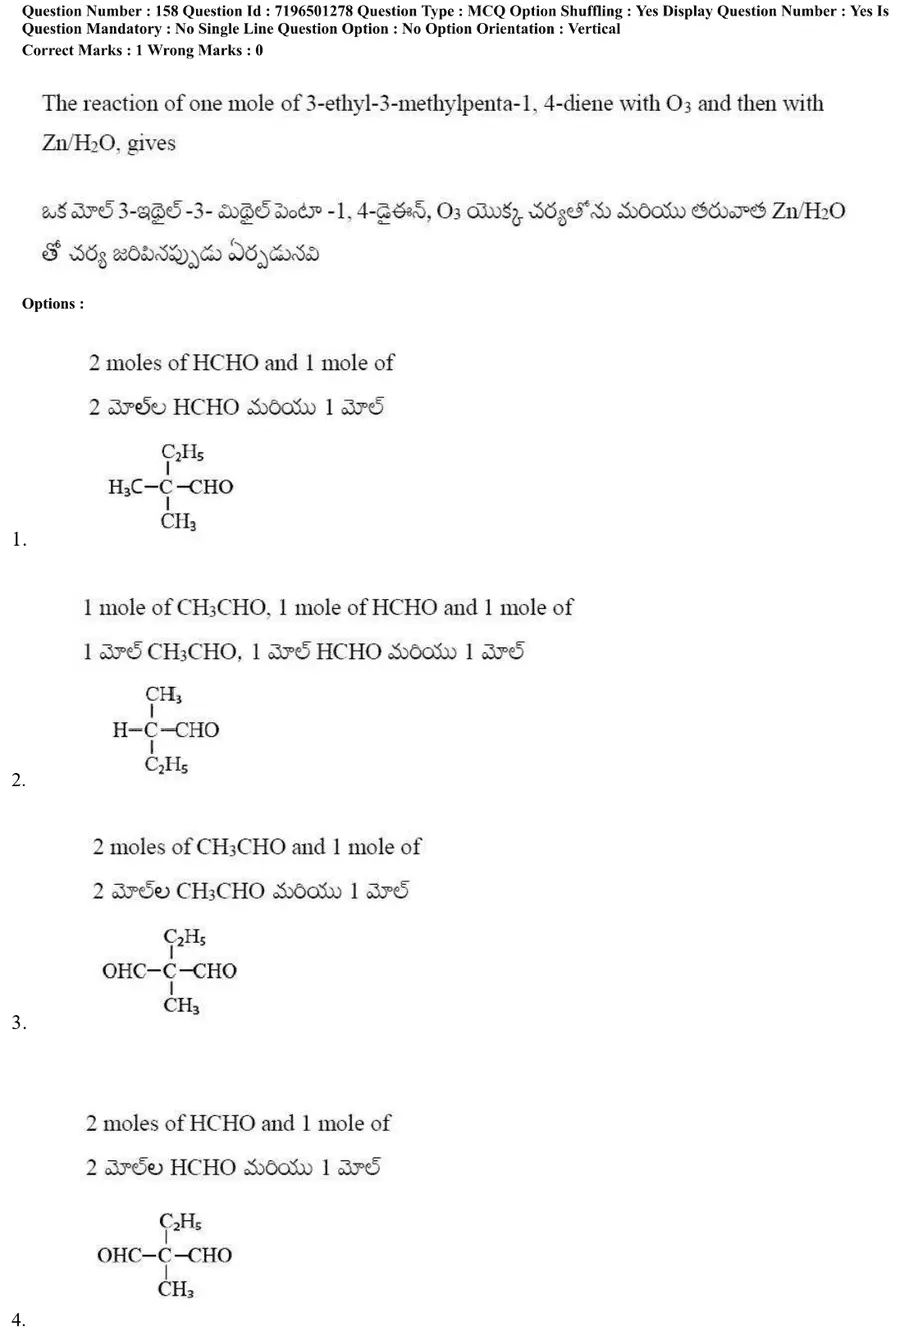 Question Number : 158 Question Id : 7196501278 Question Type : MCQ Option Shuffling : Yes Display Question Number : Yes Is
Question Mandatory : No Single Line Question Option : No Option Orientation : Vertical
Correct Marks : 1 Wrong Marks : 0
The reaction of one mole of 3-ethyl-3-methylpenta-1, 4-diene with O₃ and then with
Zn/H₂O, gives
ఒక మోల్ 3-ఇథైల్ -3- మిథైల్ పెంటా -1, 4-డైఈన్, O₃ యొక్క చర్యతోను మరియు తరువాత Zn/H₂O
తో చర్య జరిపినప్పుడు ఏర్పడునవి
Options :
2 moles of HCHO and 1 mole of
2 మోల్‌ల HCHO మరియు 1 మోల్
C₂H₅
H₃C–C–CHO
CH₃
1.
1 mole of CH₃CHO, 1 mole of HCHO and 1 mole of
1 మోల్ CH₃CHO, 1 మోల్ HCHO మరియు 1 మోల్
CH₃
H–C–CHO
C₂H₅
2.
2 moles of CH₃CHO and 1 mole of
2 మోల్‌ల CH₃CHO మరియు 1 మోల్
C₂H₅
OHC–C–CHO
CH₃
3.
2 moles of HCHO and 1 mole of
2 మోల్‌ల HCHO మరియు 1 మోల్
C₂H₅
OHC–C–CHO
CH₃
4.